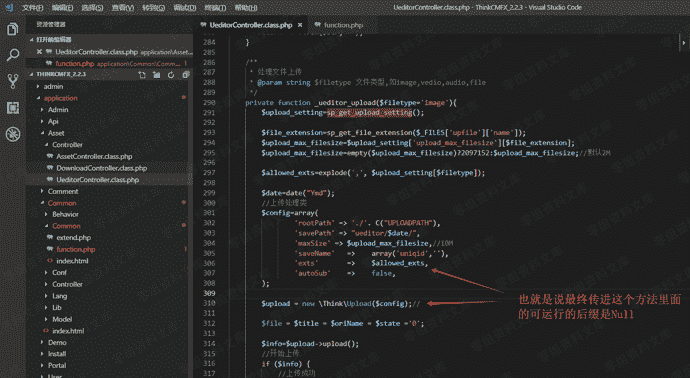 文件(F) 编辑(E) 选择(S) 查看(V) 转到(G) 调试(D) 终端(T) 帮助(H)
UeditorController.class.php - ThinkCMFX_2.2.3 - Visual Studio Code
资源管理器
打开的编辑器
UeditorController.class.php application\Asset...
function.php application\Common\Comm...
THINKCMFX_2.2.3
admin
application
Admin
Api
Asset
Controller
AssetController.class.php
DownloadController.class.php
UeditorController.class.php
Comment
Common
Behavior
Common
extend.php
function.php
index.html
Conf
Controller
Lang
Lib
Model
index.html
Demo
Install
Portal
User
UeditorController.class.php
function.php
284 }
285
286 /**
287 * 处理文件上传
288 * @param string $filetype 文件类型,如image,vedio,audio,file
289 */
290 private function _ueditor_upload($filetype='image'){
291 $upload_setting=sp_get_upload_setting();
292
293 $file_extension=sp_get_file_extension($_FILES['upfile']['name']);
294 $upload_max_filesize=$upload_setting['upload_max_filesize'][$file_extension];
295 $upload_max_filesize=empty($upload_max_filesize)?2097152:$upload_max_filesize;//默认2M
296
297 $allowed_exts=explode(',', $upload_setting[$filetype]);
298
299 $date=date("Ymd");
300 //上传处理类
301 $config=array(
302 'rootPath' => './'. C("UPLOADPATH"),
303 'savePath' => "ueditor/$date/",
304 'maxSize' => $upload_max_filesize,//10M
305 'saveName' => array('uniqid',''),
306 'exts' => $allowed_exts,
307 'autoSub' => false,
308 );
309
310 $upload = new \Think\Upload($config);//
311
312 $file = $title = $oriName = $state ='0';
313
314 $info=$upload->upload();
315 //开始上传
316 if ($info) {
317 //上传成功
也就是说最终传进这个方法里面
的可运行的后缀是Null